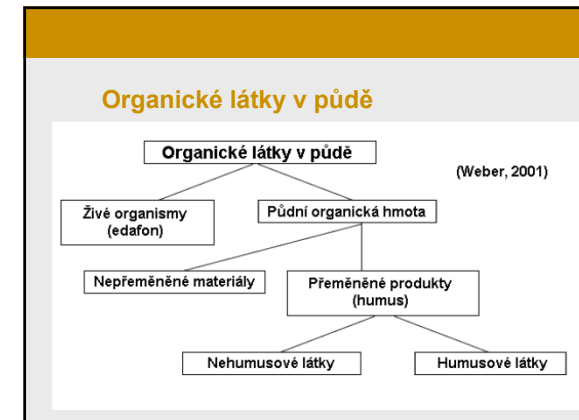 Organické látky v půdě
Organické látky v půdě
(Weber, 2001)
Živé organismy
(edafon)
Půdní organická hmota
Nepřeměněné materiály
Přeměněné produkty
(humus)
Nehumusové látky
Humusové látky